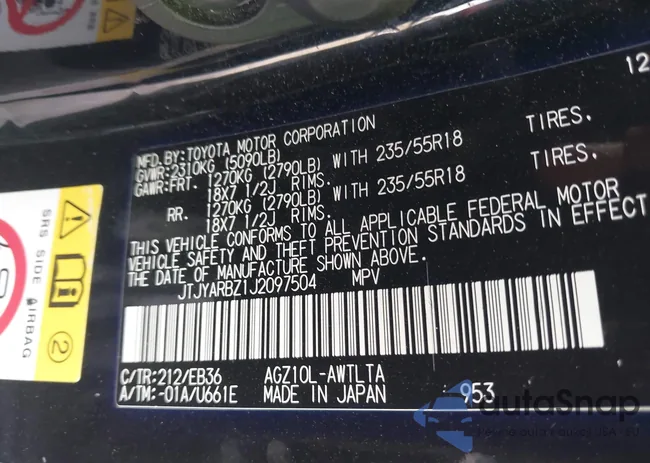 12
MFD.BY:TOYOTA MOTOR CORPORATION
GVWR:2310KG (5090LB)
GAWR:FRT. 1270KG (2790LB) WITH 235/55R18 TIRES.
18X7 1/2J RIMS.
RR. 1270KG (2790LB) WITH 235/55R18 TIRES.
18X7 1/2J RIMS.
THIS VEHICLE CONFORMS TO ALL APPLICABLE FEDERAL MOTOR
VEHICLE SAFETY AND THEFT PREVENTION STANDARDS IN EFFECT
THE DATE OF MANUFACTURE SHOWN ABOVE.
JTJYARBZ1J2097504 MPV
C/TR:212/EB36 AGZ10L-AWTLTA
A/TM:-01A/U661E MADE IN JAPAN 953
SRS SIDE AIRBAG
2
autoSnap